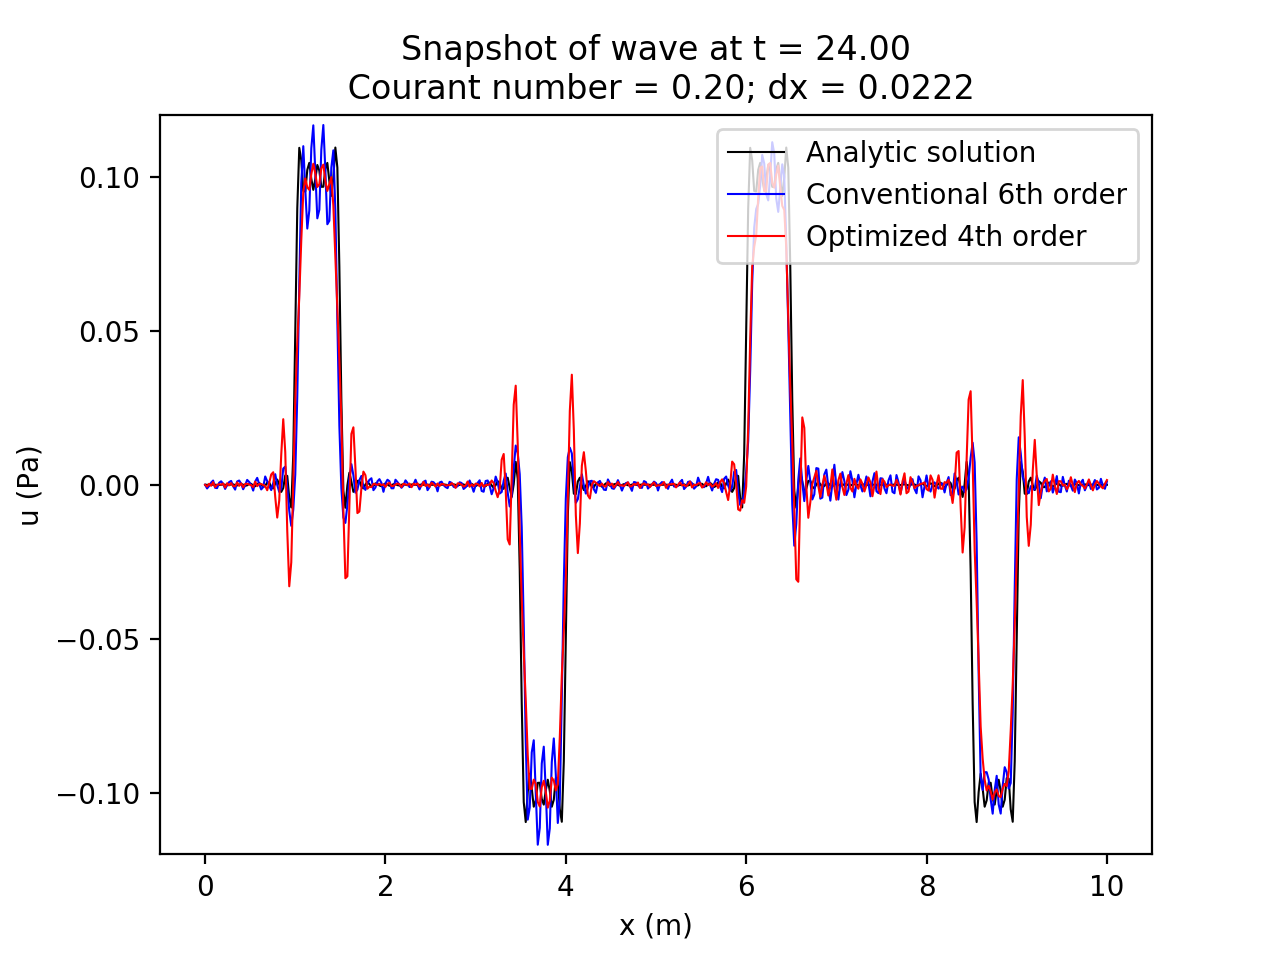 Snapshot of wave at t = 24.00
Courant number = 0.20; dx = 0.0222
Analytic solution
Conventional 6th order
Optimized 4th order
0.10
0.05
0.00
−0.05
−0.10
u (Pa)
0 2 4 6 8 10
x (m)